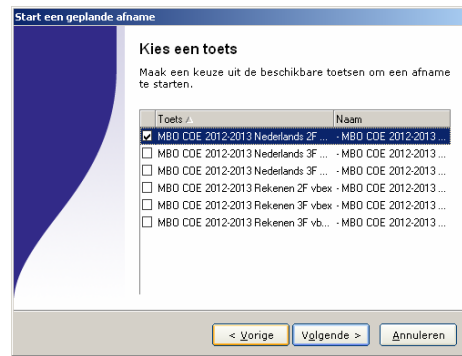 Start een geplande afname
Kies een toets
Maak een keuze uit de beschikbare toetsen om een afname
te starten.
Toets Naam
MBO COE 2012-2013 Nederlands 2F ... - MBO COE 2012-2013 ...
MBO COE 2012-2013 Nederlands 3F ... - MBO COE 2012-2013 ...
MBO COE 2012-2013 Nederlands 3F ... - MBO COE 2012-2013 ...
MBO COE 2012-2013 Rekenen 2F vbex - MBO COE 2012-2013 ...
MBO COE 2012-2013 Rekenen 3F vbex - MBO COE 2012-2013 ...
MBO COE 2012-2013 Rekenen 3F vb... - MBO COE 2012-2013 ...
< Vorige Volgende > Annuleren